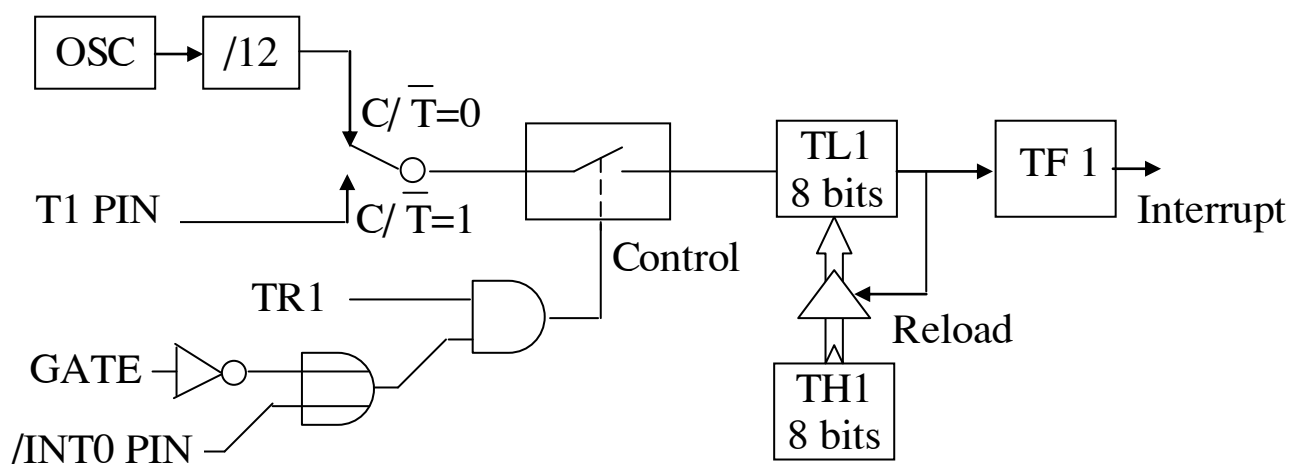 OSC
/12
C/ T̅=0
TL1
8 bits
TF 1
T1 PIN
C/ T̅=1
Interrupt
Control
TR1
Reload
GATE
TH1
8 bits
/INT0 PIN